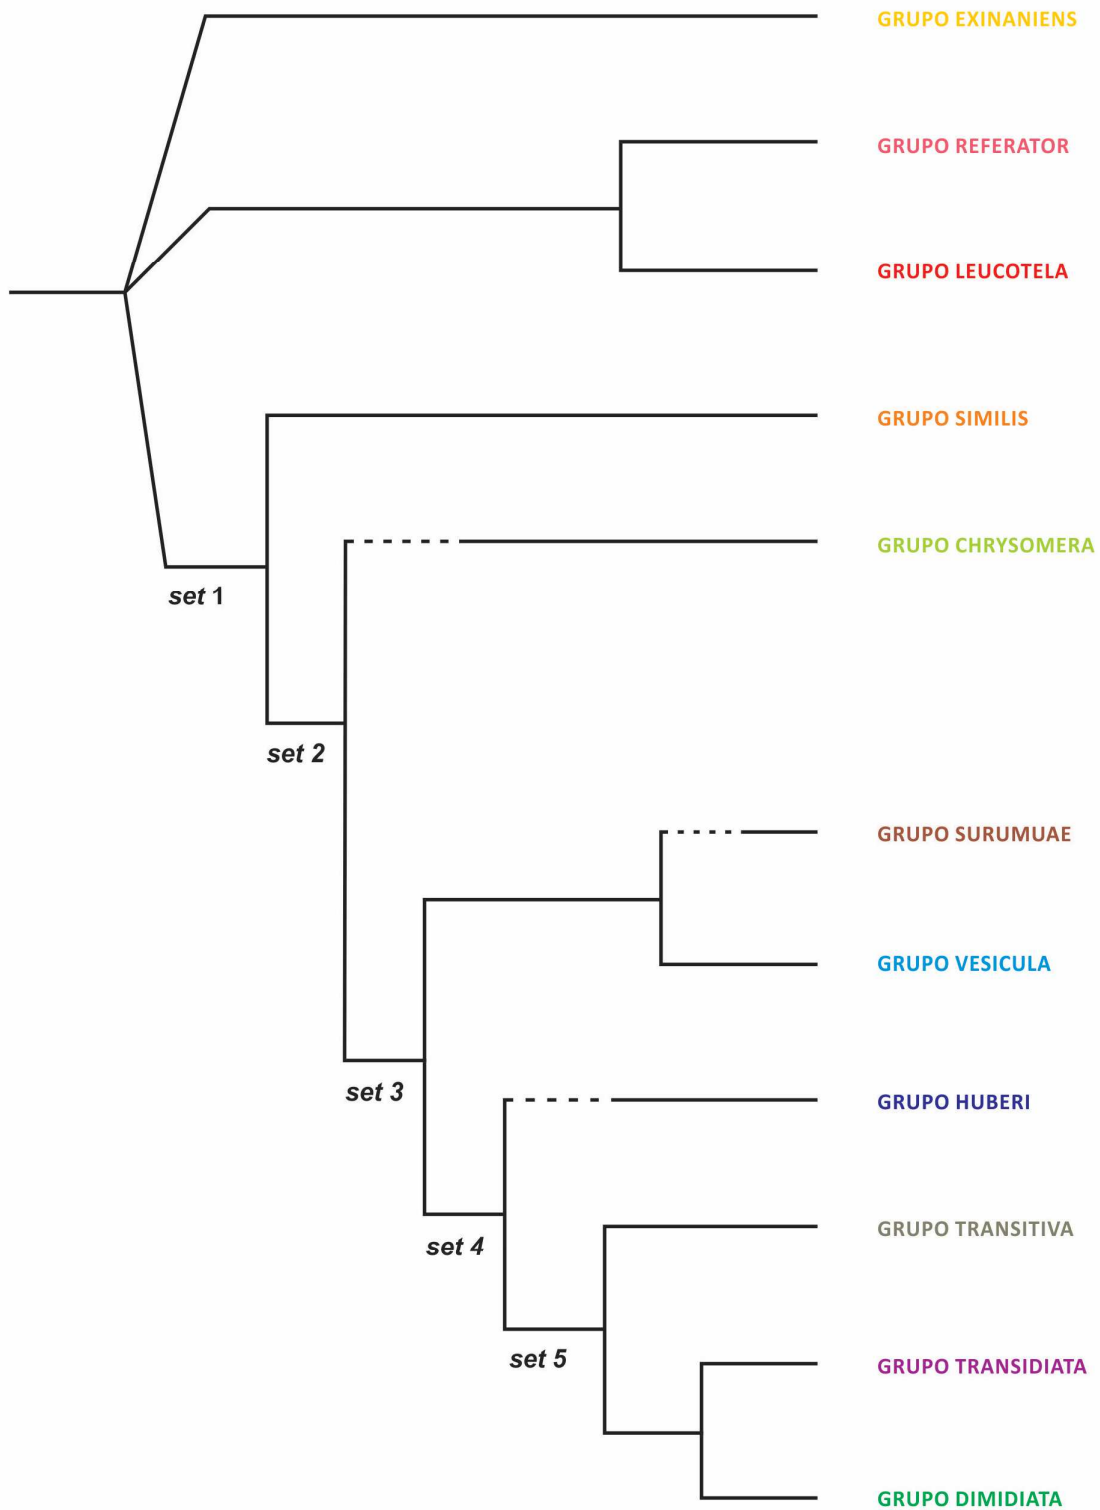 GRUPO EXINANIENS
GRUPO REFERATOR
GRUPO LEUCOTELA
GRUPO SIMILIS
GRUPO CHRYSOMERA
set 1
set 2
GRUPO SURUMUAE
GRUPO VESICULA
set 3
GRUPO HUBERI
GRUPO TRANSITIVA
set 4
set 5
GRUPO TRANSIDIATA
GRUPO DIMIDIATA